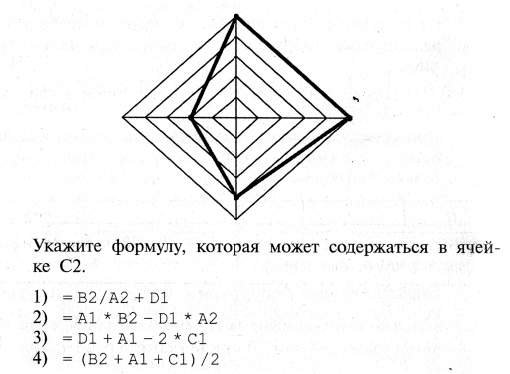 Укажите формулу, которая может содержаться в ячей-
ке C2.
1) = B2/A2 + D1
2) = A1 * B2 – D1 * A2
3) = D1 + A1 – 2 * C1
4) = (B2 + A1 + C1) /2